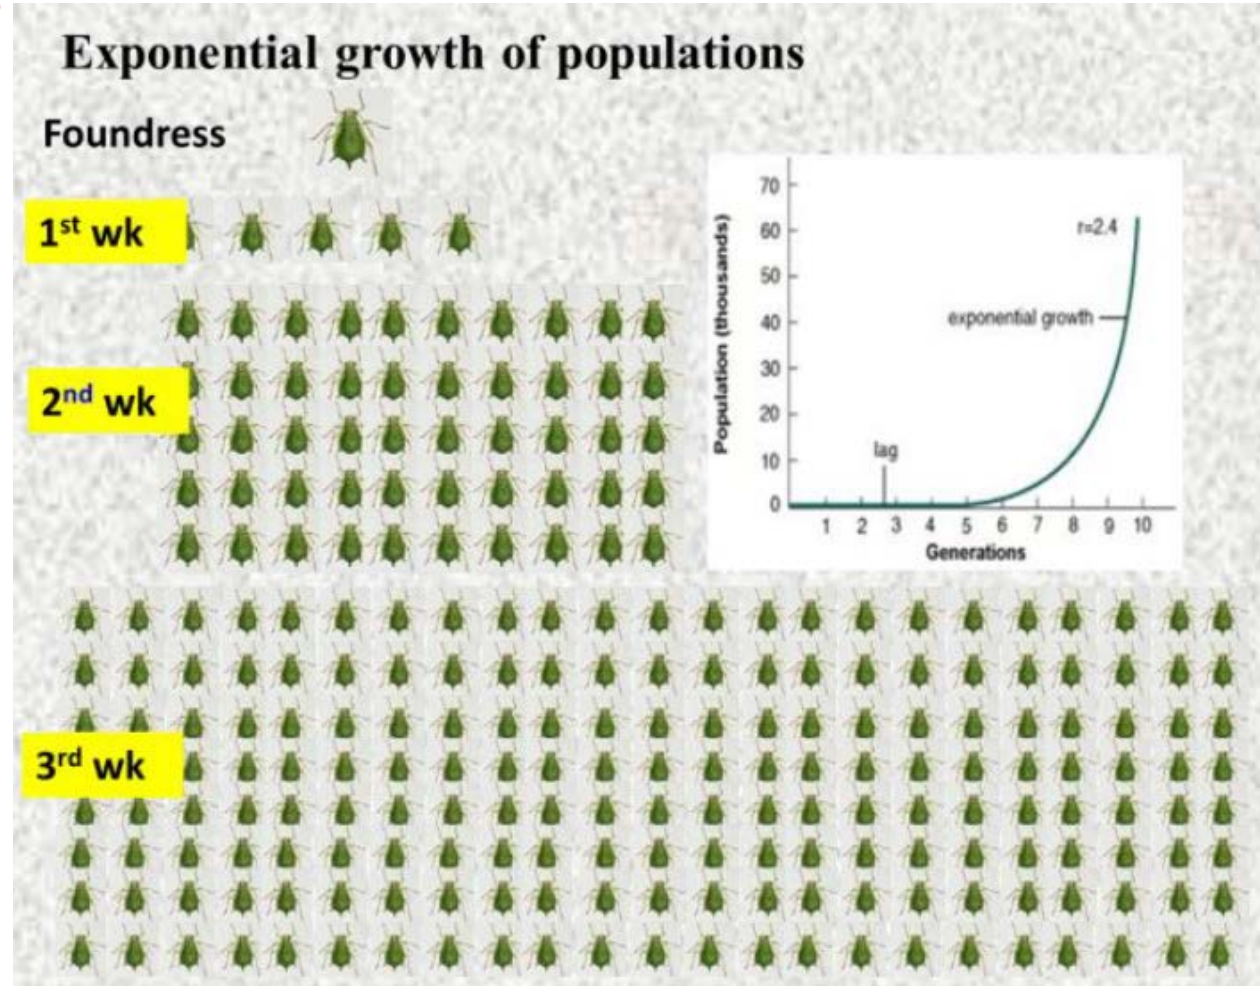 Exponential growth of populations
Foundress
1st wk
2nd wk
3rd wk
Population (thousands)
70
60
50
40
30
20
10
0
r=2.4
exponential growth
lag
1 2 3 4 5 6 7 8 9 10
Generations